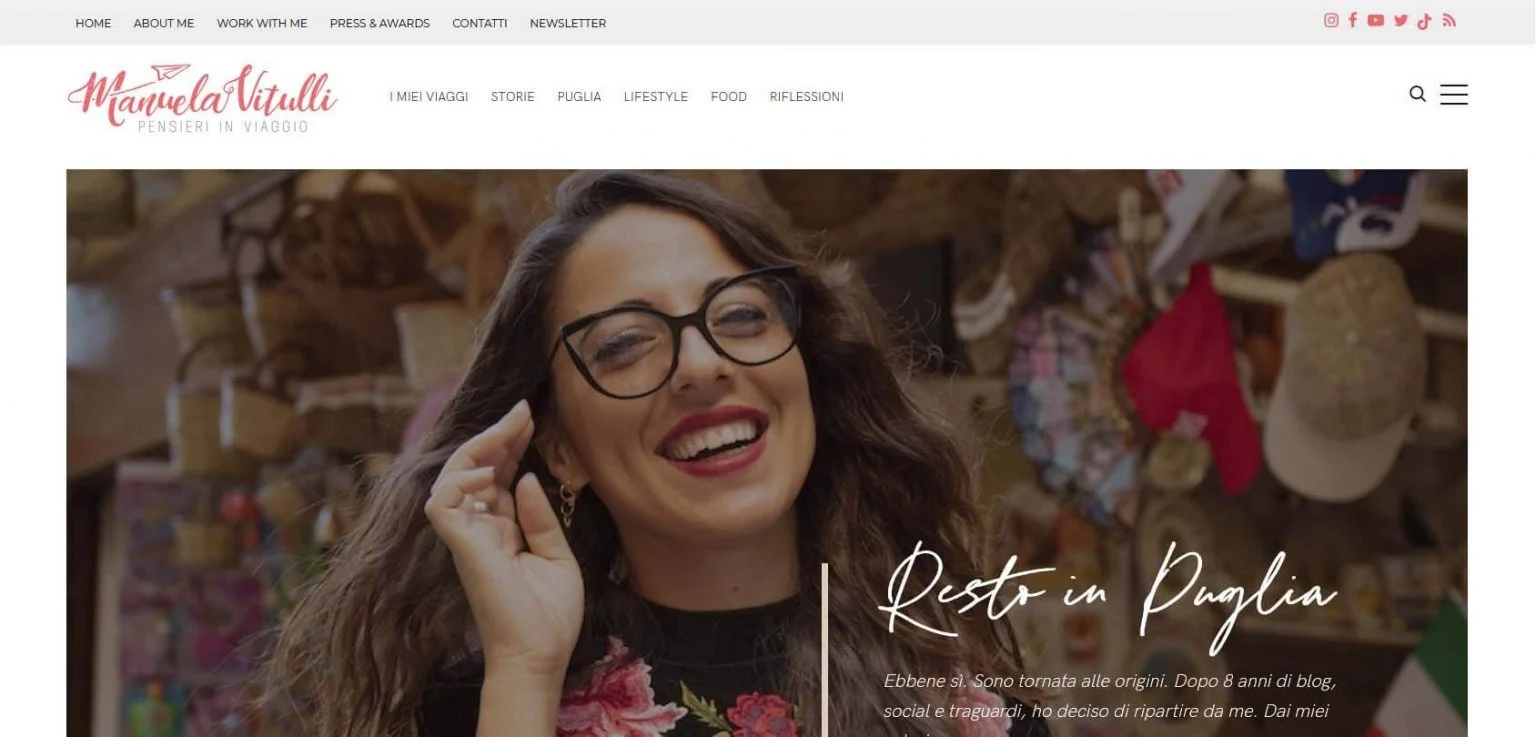 HOME ABOUT ME WORK WITH ME PRESS & AWARDS CONTATTI NEWSLETTER
Manuela Vitulli
PENSIERI IN VIAGGIO
I MIEI VIAGGI STORIE PUGLIA LIFESTYLE FOOD RIFLESSIONI
Resto in Puglia
Ebbene sì. Sono tornata alle origini. Dopo 8 anni di blog,
social e traguardi, ho deciso di ripartire da me. Dai miei